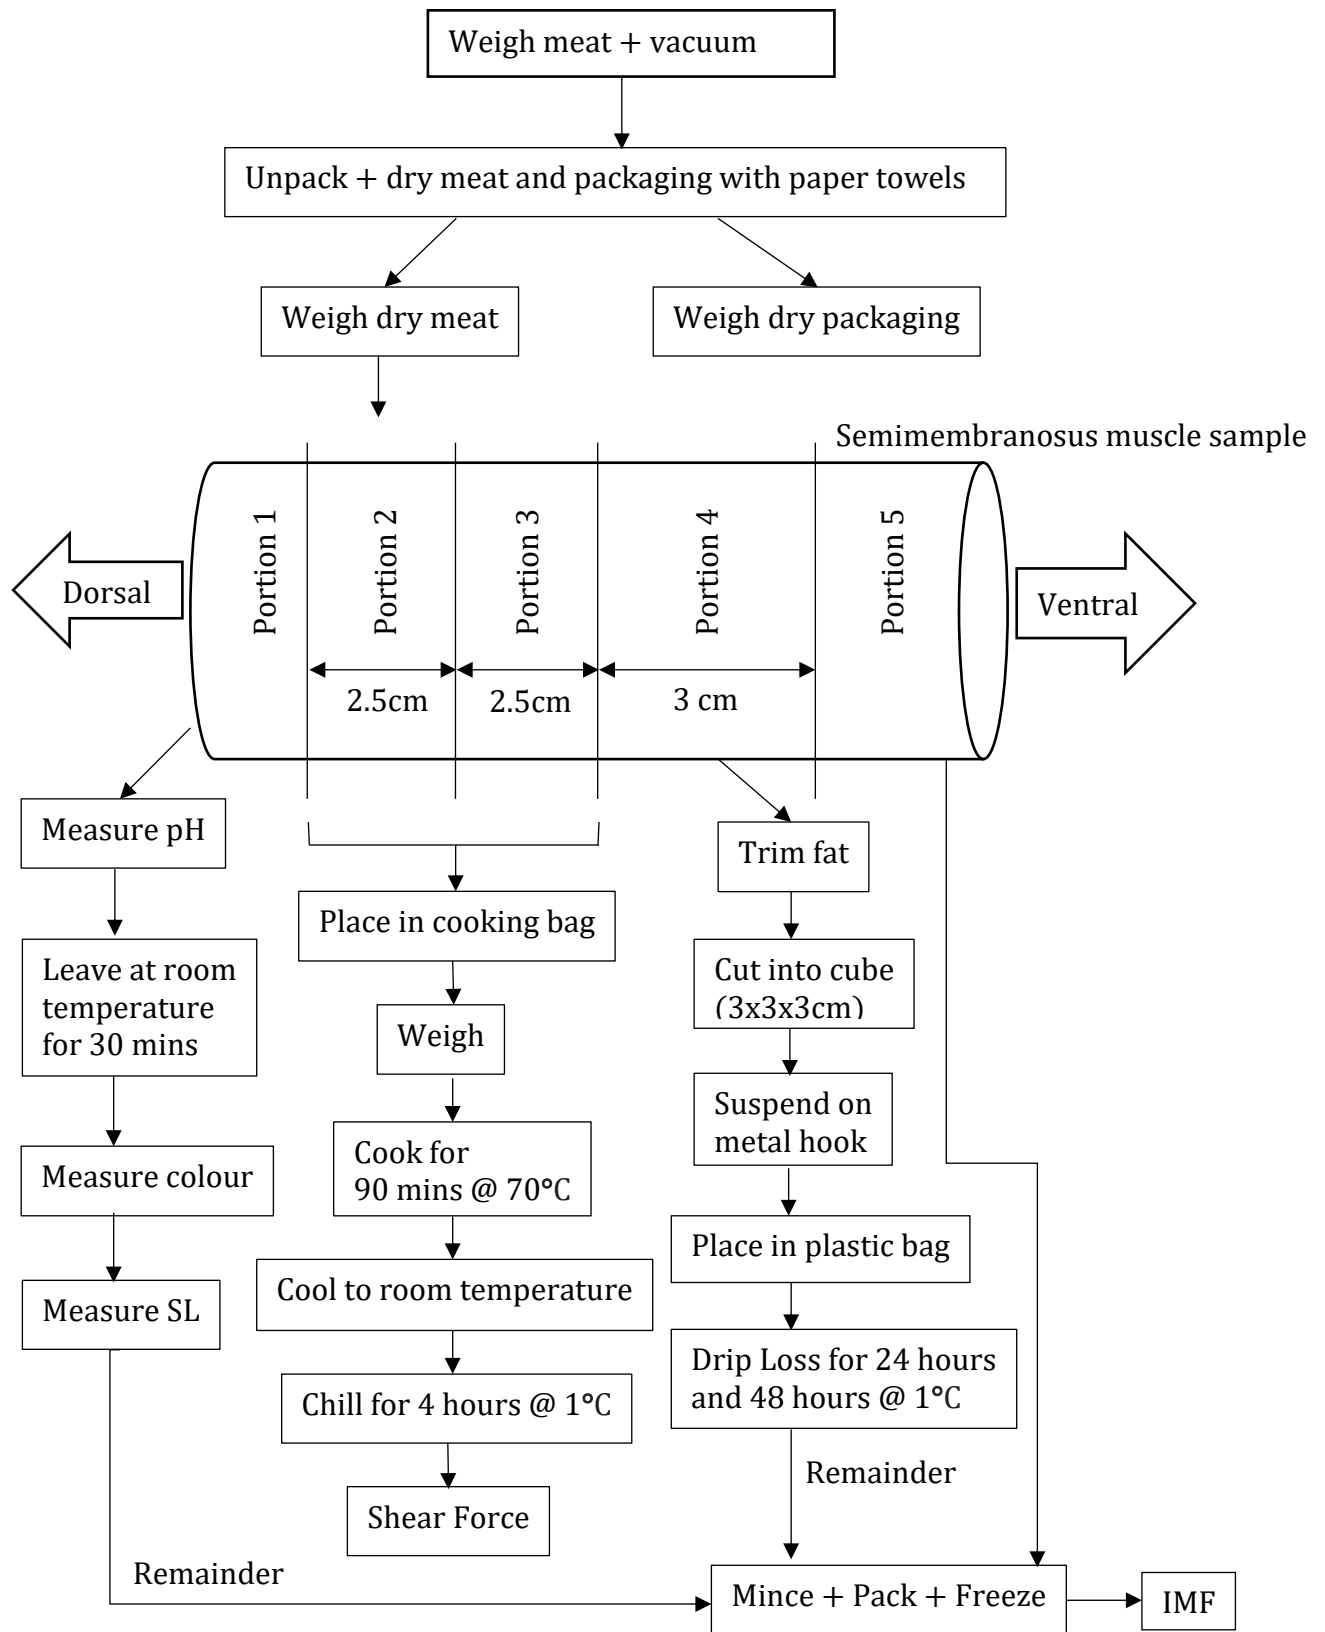 Weigh meat + vacuum
Unpack + dry meat and packaging with paper towels
Weigh dry meat
Weigh dry packaging
Semimembranosus muscle sample
Dorsal
Portion 1
Portion 2
Portion 3
Portion 4
Portion 5
Ventral
2.5cm
2.5cm
3 cm
Measure pH
Leave at room
temperature
for 30 mins
Measure colour
Measure SL
Remainder
Place in cooking bag
Weigh
Cook for
90 mins @ 70°C
Cool to room temperature
Chill for 4 hours @ 1°C
Shear Force
Trim fat
Cut into cube
(3x3x3cm)
Suspend on
metal hook
Place in plastic bag
Drip Loss for 24 hours
and 48 hours @ 1°C
Remainder
Mince + Pack + Freeze
IMF